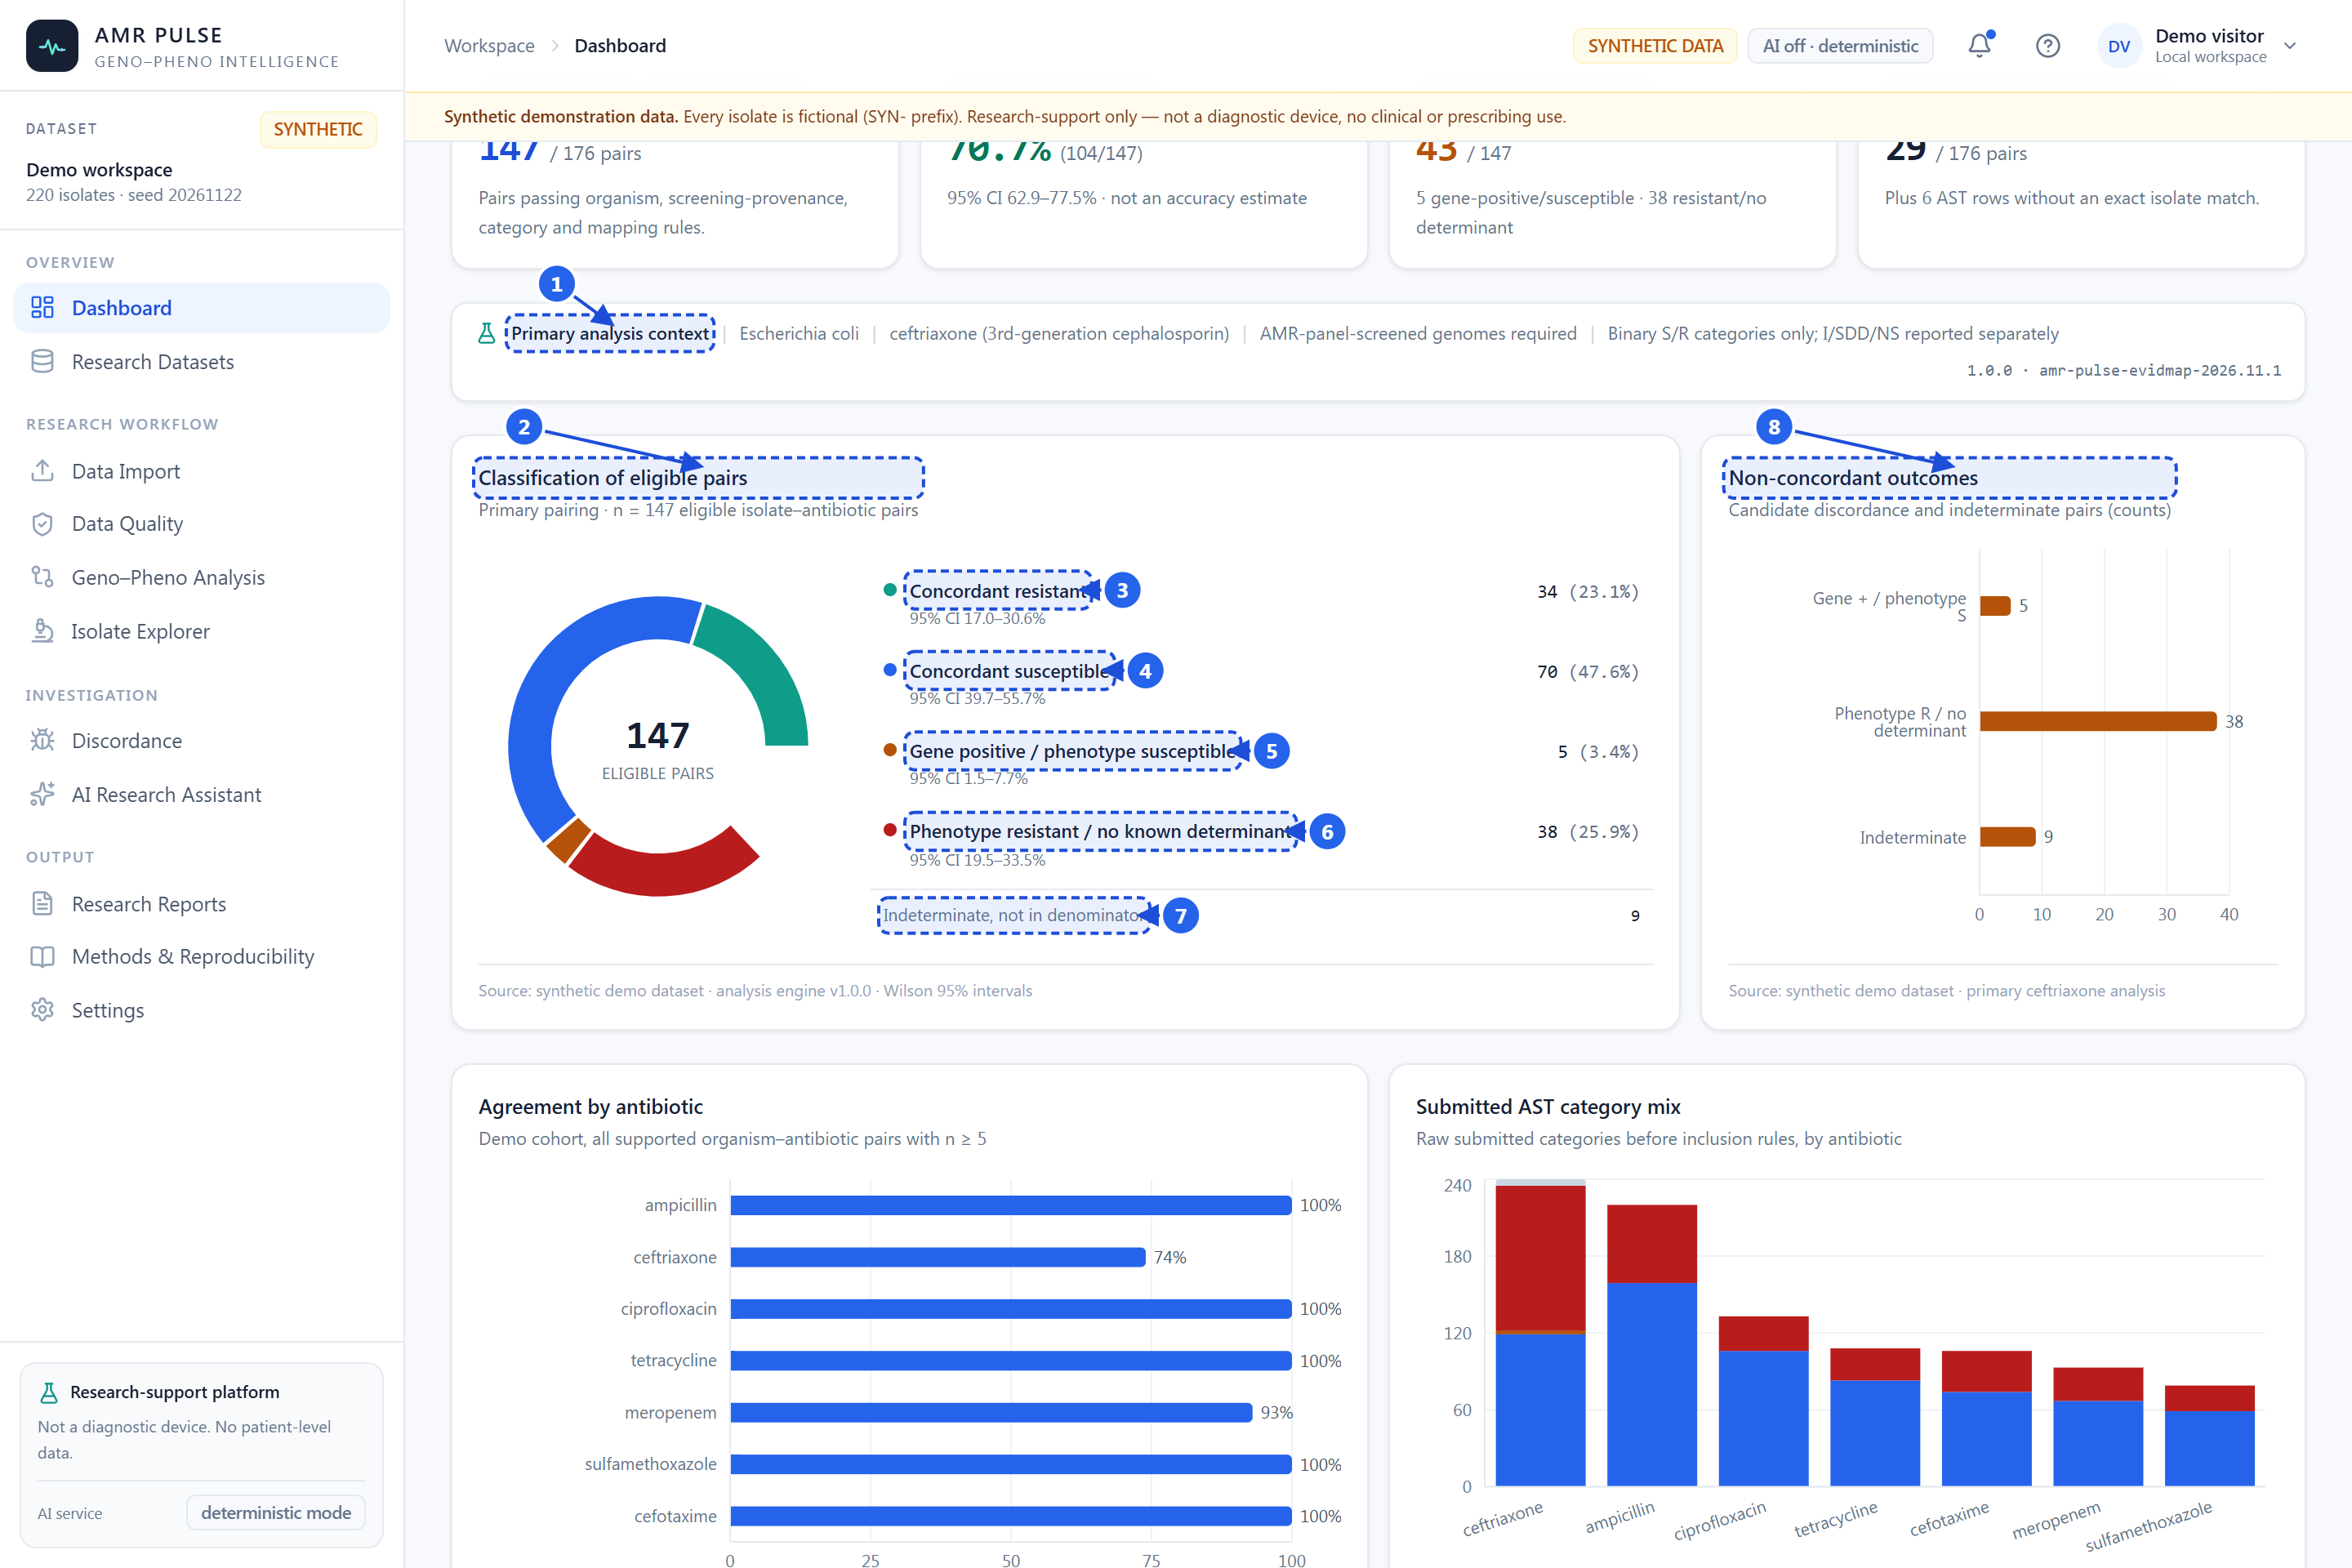 AMR PULSE
GENO–PHENO INTELLIGENCE
DATASET
SYNTHETIC
Demo workspace
220 isolates · seed 20261122
OVERVIEW
Dashboard
Research Datasets
RESEARCH WORKFLOW
Data Import
Data Quality
Geno–Pheno Analysis
Isolate Explorer
INVESTIGATION
Discordance
AI Research Assistant
OUTPUT
Research Reports
Methods & Reproducibility
Settings
Research-support platform
Not a diagnostic device. No patient-level
data.
AI service
deterministic mode
Workspace
Dashboard
SYNTHETIC DATA
AI off · deterministic
DV
Demo visitor
Local workspace
Synthetic demonstration data. Every isolate is fictional (SYN- prefix). Research-support only — not a diagnostic device, no clinical or prescribing use.
147 / 176 pairs
Pairs passing organism, screening-provenance,
category and mapping rules.
70.7% (104/147)
95% CI 62.9–77.5% · not an accuracy estimate
43 / 147
5 gene-positive/susceptible · 38 resistant/no
determinant
29 / 176 pairs
Plus 6 AST rows without an exact isolate match.
1
Primary analysis context | Escherichia coli | ceftriaxone (3rd-generation cephalosporin) | AMR-panel-screened genomes required | Binary S/R categories only; I/SDD/NS reported separately
1.0.0 · amr-pulse-evidmap-2026.11.1
2
Classification of eligible pairs
Primary pairing · n = 147 eligible isolate–antibiotic pairs
147
ELIGIBLE PAIRS
Concordant resistant 3 34 (23.1%)
95% CI 17.0–30.6%
Concordant susceptible 4 70 (47.6%)
95% CI 39.7–55.7%
Gene positive / phenotype susceptible 5 5 (3.4%)
95% CI 1.5–7.7%
Phenotype resistant / no known determinant 6 38 (25.9%)
95% CI 19.5–33.5%
Indeterminate, not in denominator 7 9
Source: synthetic demo dataset · analysis engine v1.0.0 · Wilson 95% intervals
8
Non-concordant outcomes
Candidate discordance and indeterminate pairs (counts)
Gene + / phenotype
S
5
Phenotype R / no
determinant
38
Indeterminate
9
0 10 20 30 40
Source: synthetic demo dataset · primary ceftriaxone analysis
Agreement by antibiotic
Demo cohort, all supported organism–antibiotic pairs with n ≥ 5
ampicillin 100%
ceftriaxone 74%
ciprofloxacin 100%
tetracycline 100%
meropenem 93%
sulfamethoxazole 100%
cefotaxime 100%
0 25 50 75 100
Submitted AST category mix
Raw submitted categories before inclusion rules, by antibiotic
240
180
120
60
0
ceftriaxone ampicillin ciprofloxacin tetracycline cefotaxime meropenem sulfamethoxazole